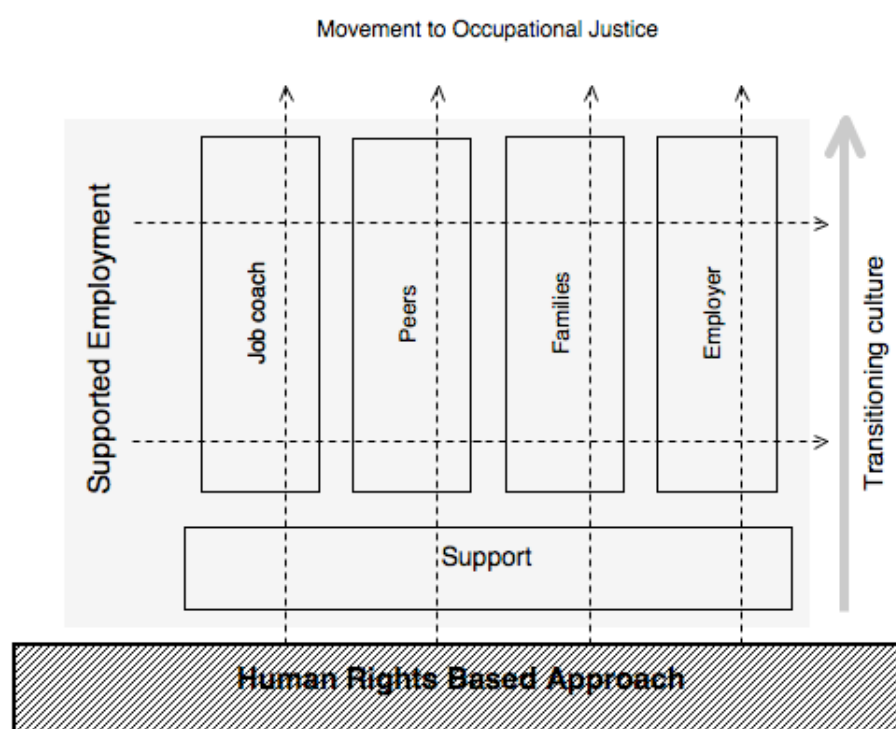 Movement to Occupational Justice
Supported Employment
Job coach
Peers
Families
Employer
Transitioning culture
Support
Human Rights Based Approach